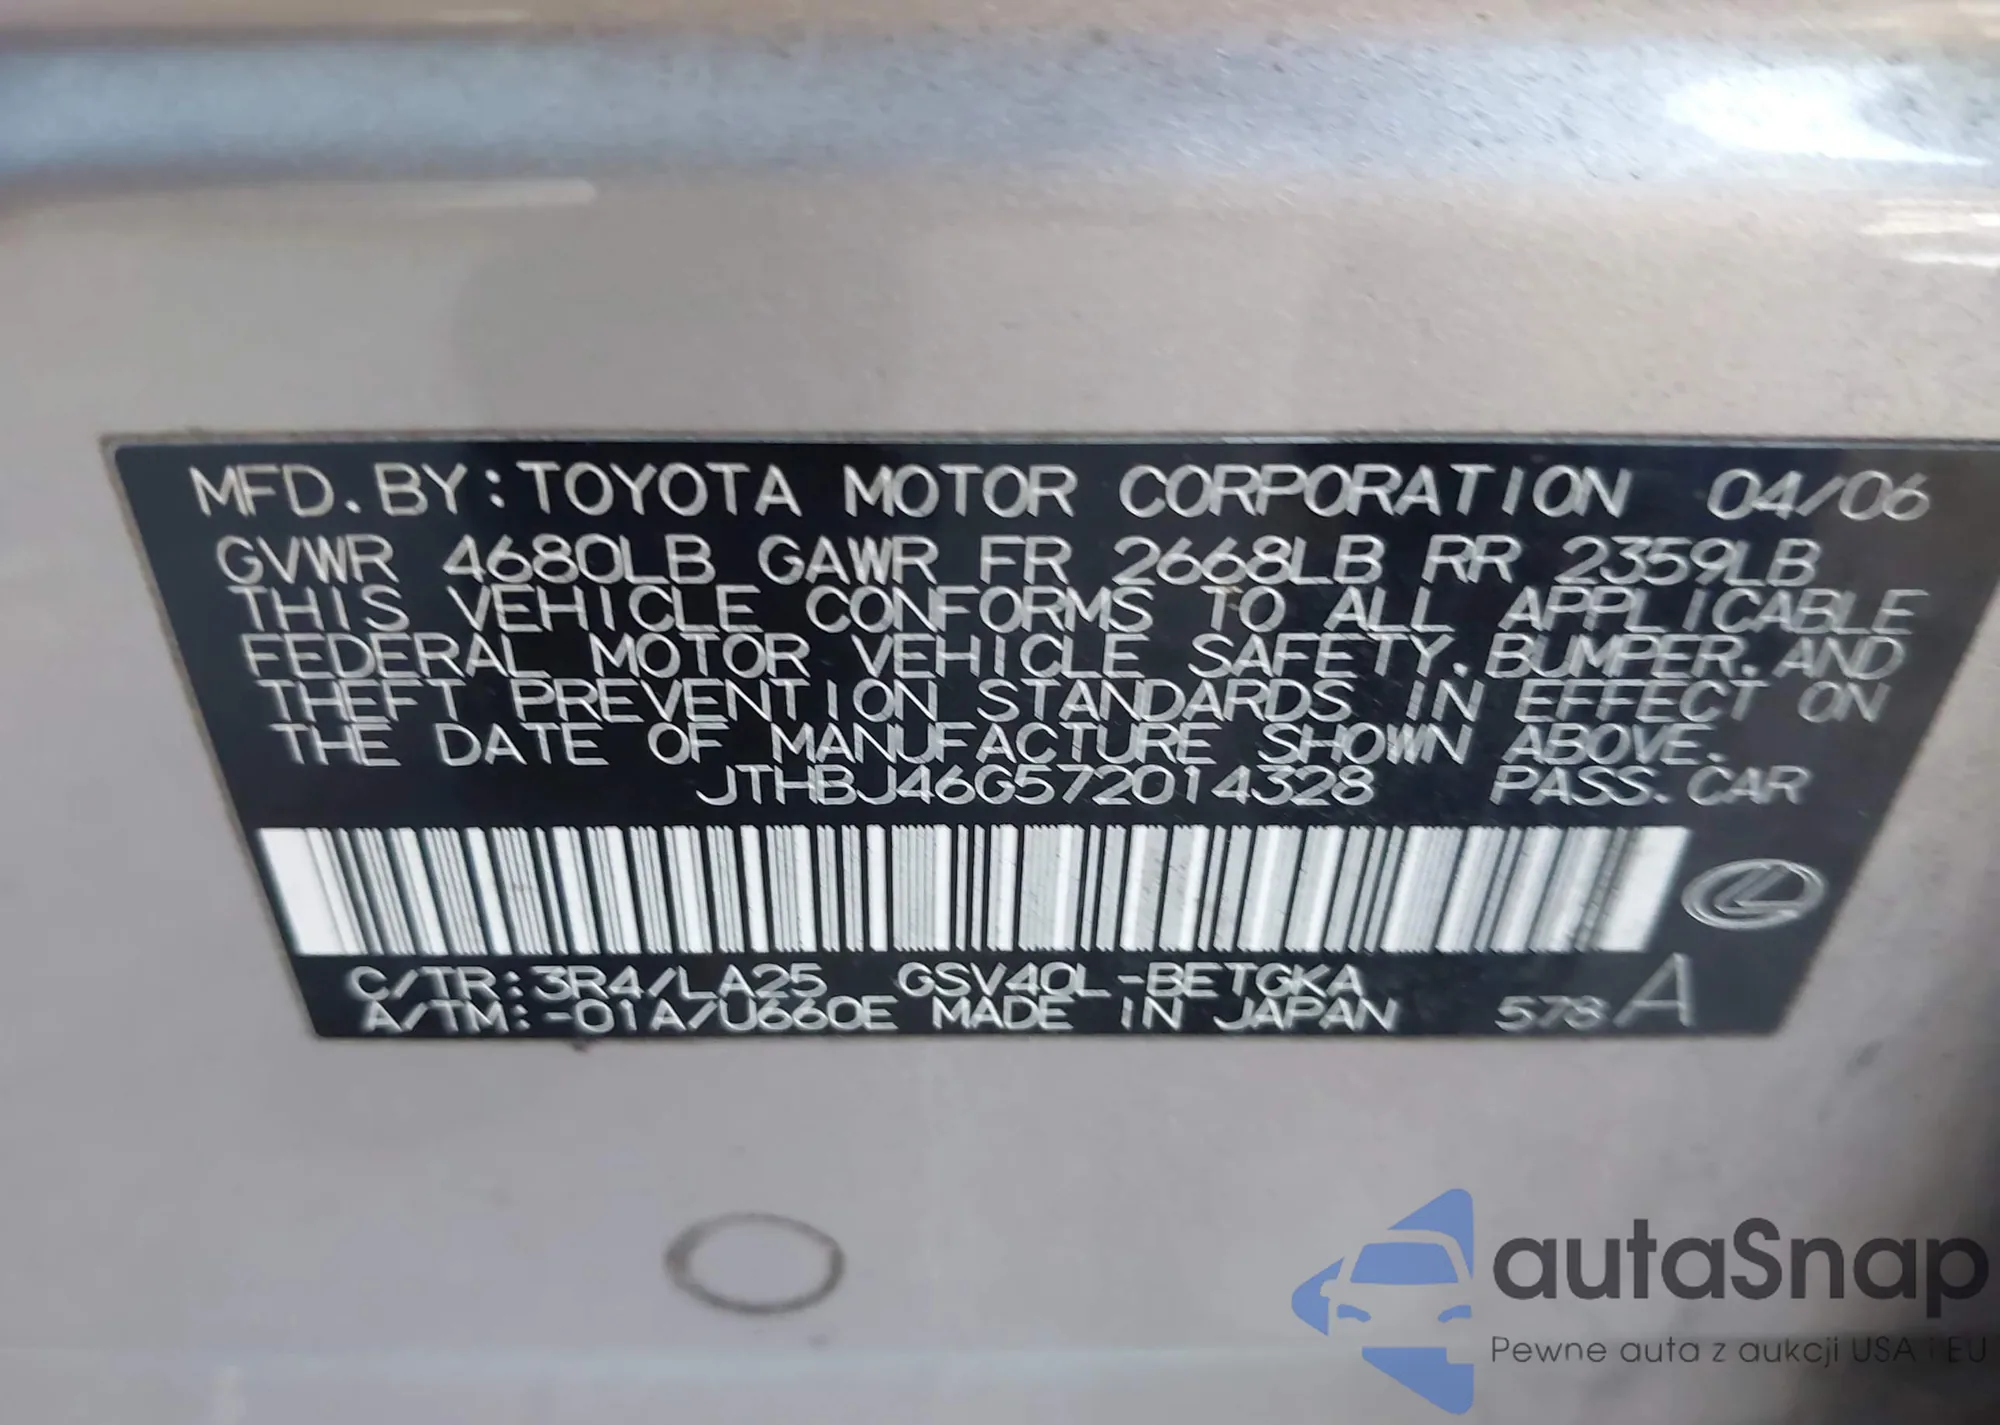 MFD. BY: TOYOTA MOTOR CORPORATION 04/06
GVWR 4680LB GAWR FR 2668LB RR 2359LB
THIS VEHICLE CONFORMS TO ALL APPLICABLE
FEDERAL MOTOR VEHICLE SAFETY. BUMPER. AND
THEFT PREVENTION STANDARDS IN EFFECT ON
THE DATE OF MANUFACTURE SHOWN ABOVE.
JTHBJ46G572014328 PASS. CAR
C/TR: 3R4/LA25 GSV40L-BETGKA
A/TM: -01A/U660E MADE IN JAPAN 578 A
autaSnap
Pewne auta z aukcji USA i EU